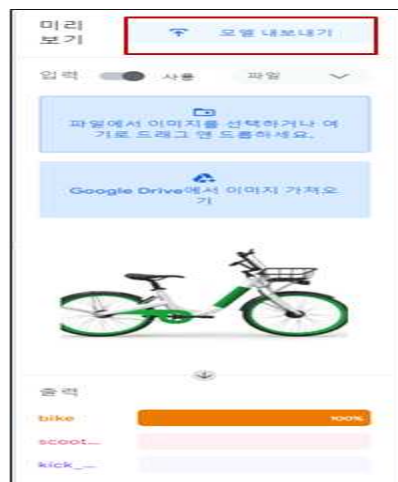 미리
보기
모델 내보내기
입력 사용 파일
파일에서 이미지를 선택하거나 여
기로 드래그 앤 드롭하세요.
Google Drive에서 이미지 가져오
기
출력
bike 100%
scoot...
kick_...